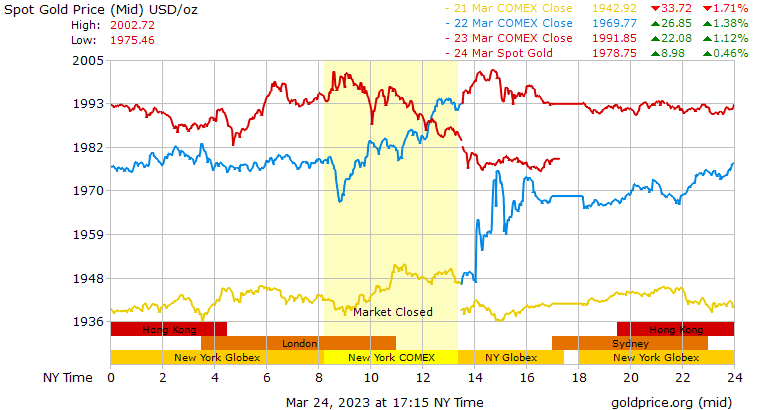 Spot Gold Price (Mid) USD/oz
High: 2002.72
Low: 1975.46
- 21 Mar COMEX Close 1942.92 ▼33.72 ▼1.71%
- 22 Mar COMEX Close 1969.77 ▲26.85 ▲1.38%
- 23 Mar COMEX Close 1991.85 ▲22.08 ▲1.12%
- 24 Mar Spot Gold 1978.75 ▲8.98 ▲0.46%
2005
1993
1982
1970
1959
1948
1936
Market Closed
Hong Kong Hong Kong
London Sydney
New York Globex New York COMEX NY Globex New York Globex
NY Time 0 2 4 6 8 10 12 14 16 18 20 22 24
Mar 24, 2023 at 17:15 NY Time goldprice.org (mid)